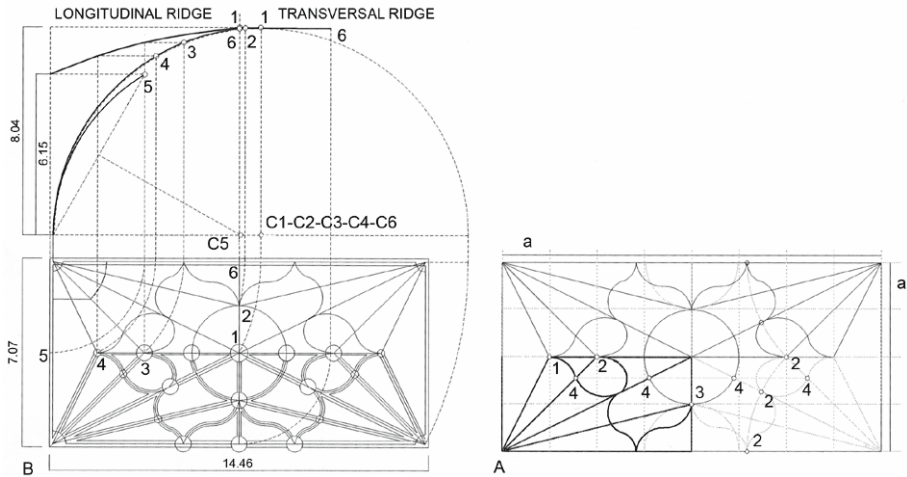 LONGITUDINAL RIDGE 1 1 TRANSVERSAL RIDGE
6 2 6
3
4
5
8.04
6.15
C1-C2-C3-C4-C6
C5
a
6
a
2
1
5 4 3
7.07
14.46
B
2
1 2
4 4 3 4 4
2
2
A